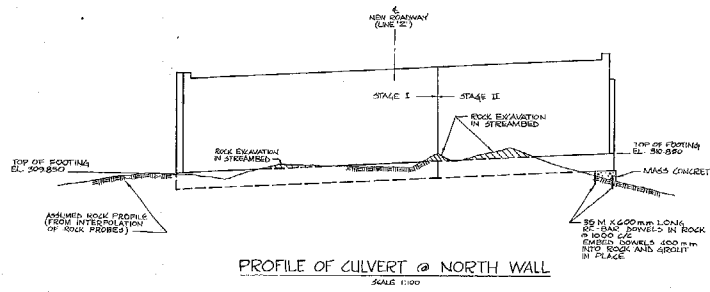 ℄
NEW ROADWAY
(LINE 'Z')
STAGE I
STAGE II
ROCK EXCAVATION
IN STREAMBED
ROCK EXCAVATION
IN STREAMBED
TOP OF FOOTING
EL. 309.850
TOP OF FOOTING
EL. 310.850
MASS CONCRET
ASSUMED ROCK PROFILE
(FROM INTERPOLATION
OF ROCK PROBES)
35 M X 600 mm LONG
RE-BAR DOWELS IN ROCK
@ 1000 C/C
EMBED DOWELS 400 mm
INTO ROCK AND GROUT
IN PLACE
PROFILE OF CULVERT @ NORTH WALL
SCALE 1:100